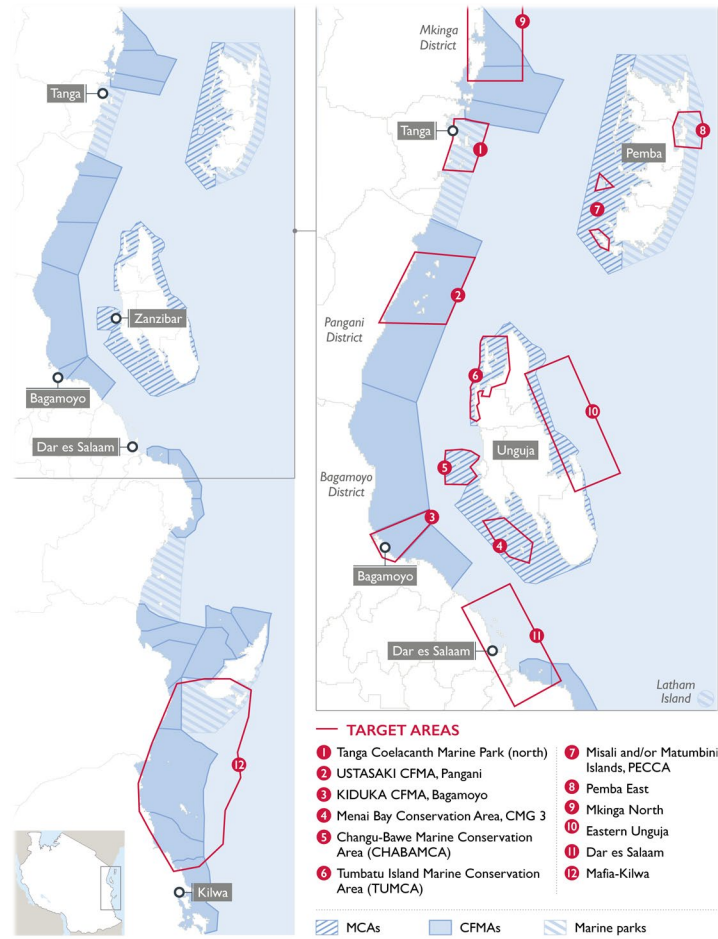 Tanga
Zanzibar
Bagamoyo
Dar es Salaam
12
Kilwa
9
Mkinga
District
Tanga
1
Pemba
8
7
2
Pangani
District
6
10
Unguja
5
Bagamoyo
District
3
4
Bagamoyo
11
Dar es Salaam
Latham
Island
TARGET AREAS
1 Tanga Coelacanth Marine Park (north)
2 USTASAKI CFMA, Pangani
3 KIDUKA CFMA, Bagamoyo
4 Menai Bay Conservation Area, CMG 3
5 Changu-Bawe Marine Conservation
Area (CHABAMCA)
6 Tumbatu Island Marine Conservation
Area (TUMCA)
7 Misali and/or Matumbini
Islands, PECCA
8 Pemba East
9 Mkinga North
10 Eastern Unguja
11 Dar es Salaam
12 Mafia-Kilwa
MCAs
CFMAs
Marine parks